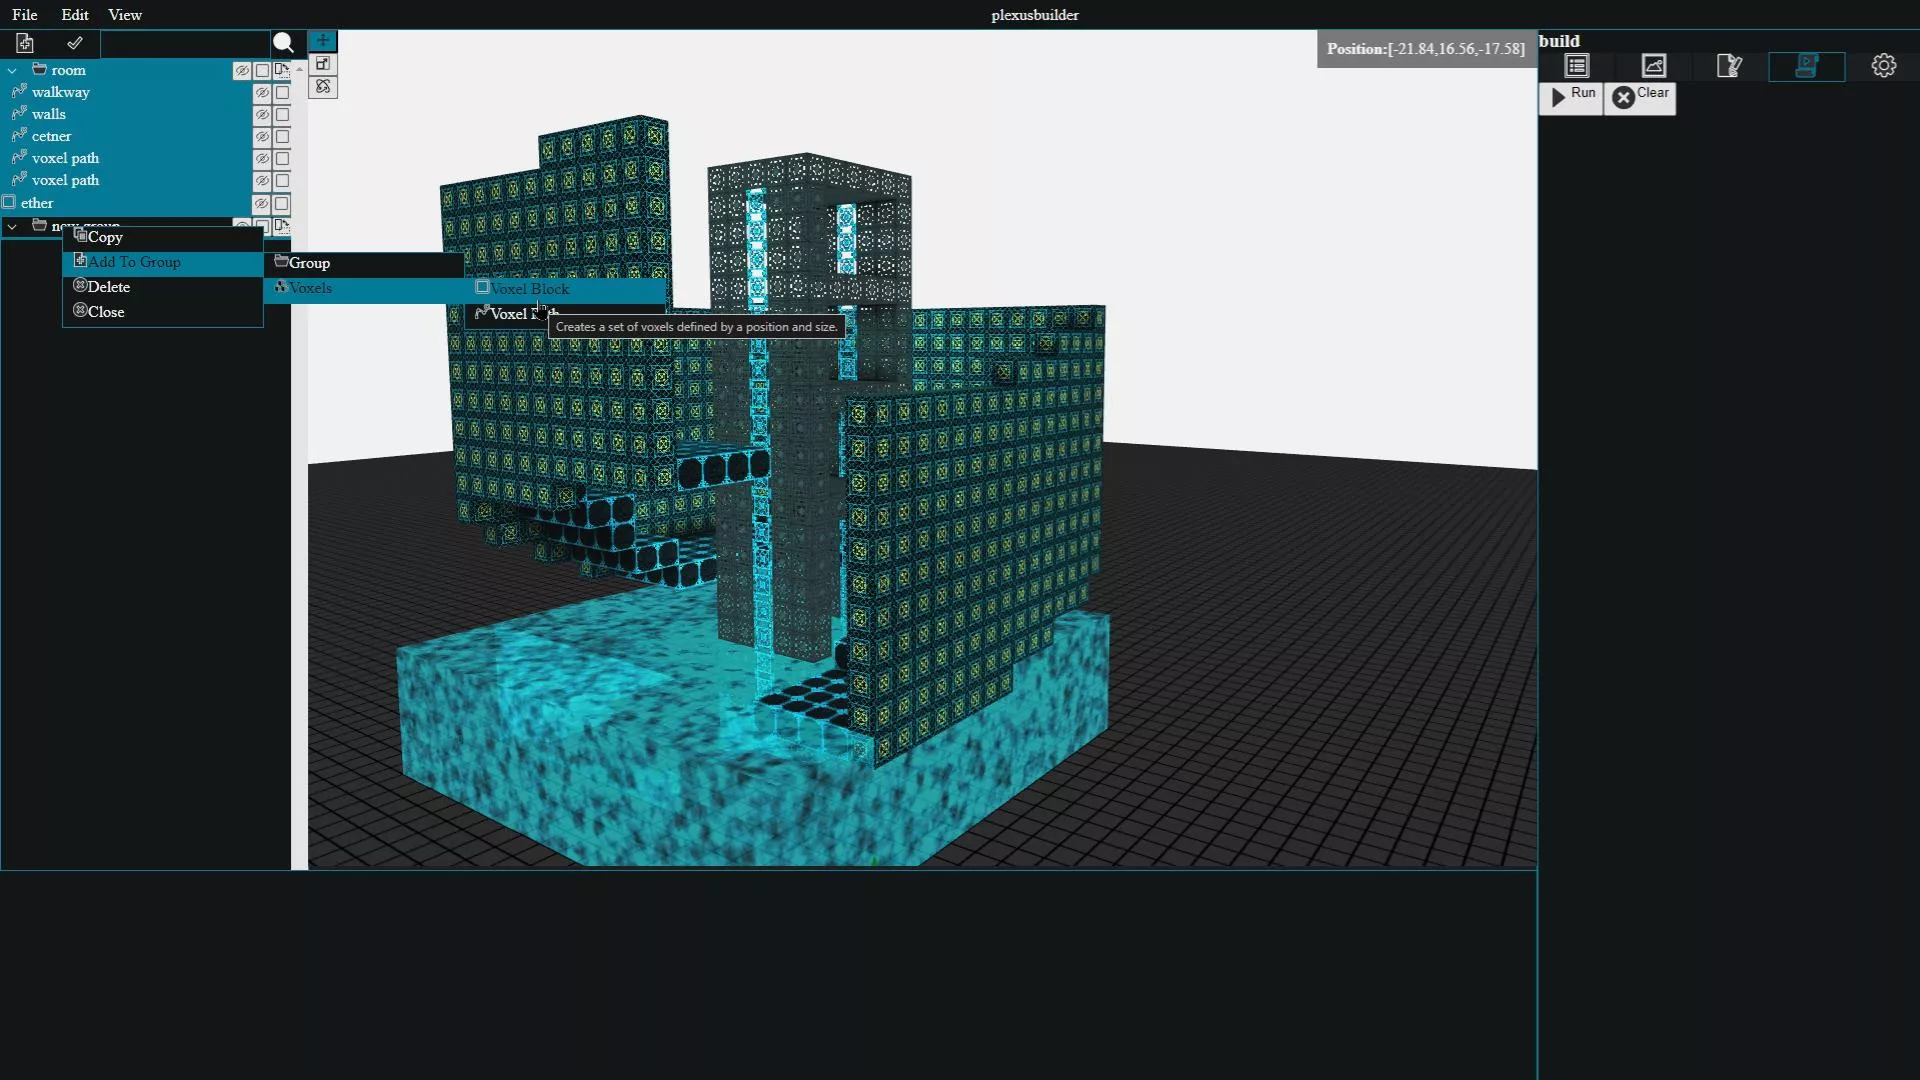 File Edit View
plexusbuilder
Position:[-21.84,16.56,-17.58]
build
Run
Clear
room
walkway
walls
cetner
voxel path
voxel path
ether
Copy
Add To Group
Delete
Close
Group
Voxels
Voxel Block
Voxel
Creates a set of voxels defined by a position and size.